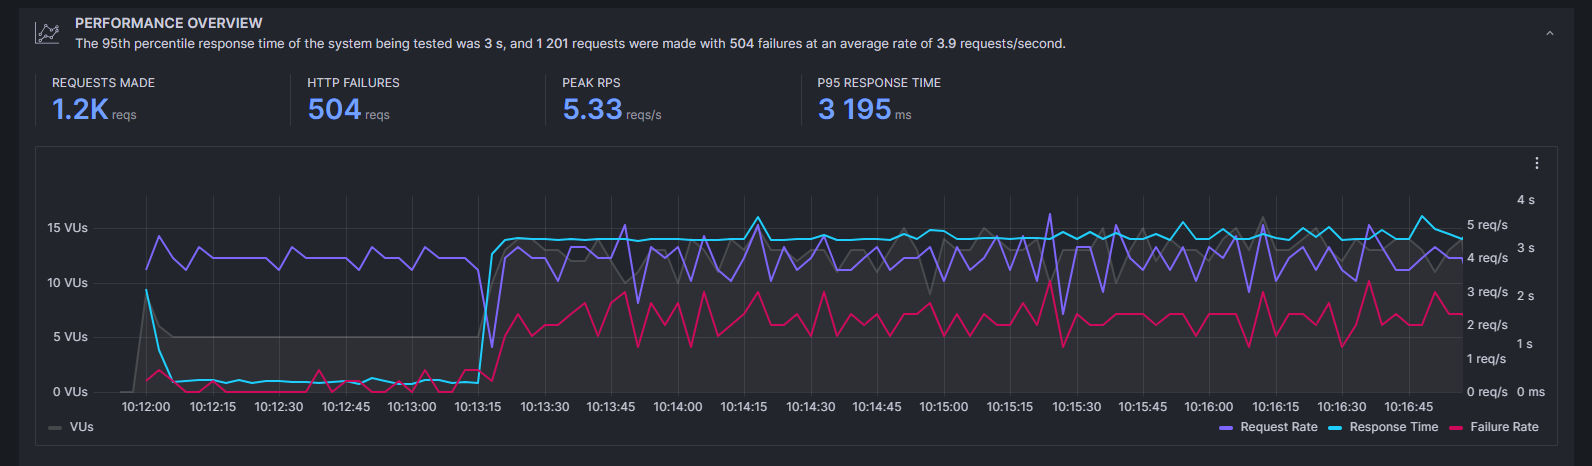 PERFORMANCE OVERVIEW
The 95th percentile response time of the system being tested was 3 s, and 1 201 requests were made with 504 failures at an average rate of 3.9 requests/second.
REQUESTS MADE
1.2K reqs
HTTP FAILURES
504 reqs
PEAK RPS
5.33 reqs/s
P95 RESPONSE TIME
3 195 ms
15 VUs
10 VUs
5 VUs
0 VUs
4 s
5 req/s
3 s
4 req/s
3 req/s
2 s
2 req/s
1 s
1 req/s
0 req/s 0 ms
10:12:00 10:12:15 10:12:30 10:12:45 10:13:00 10:13:15 10:13:30 10:13:45 10:14:00 10:14:15 10:14:30 10:14:45 10:15:00 10:15:15 10:15:30 10:15:45 10:16:00 10:16:15 10:16:30 10:16:45
VUs
Request Rate Response Time Failure Rate